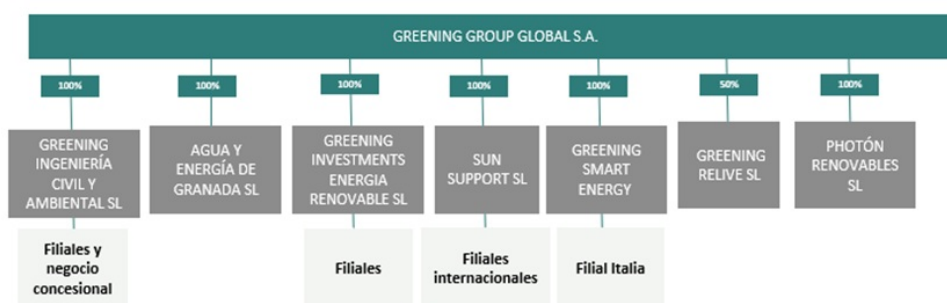 GREENING GROUP GLOBAL S.A.
100%
100%
100%
100%
100%
50%
100%
GREENING
INGENIERÍA
CIVIL Y
AMBIENTAL SL
AGUA Y
ENERGÍA DE
GRANADA SL
GREENING
INVESTMENTS
ENERGIA
RENOVABLE SL
SUN
SUPPORT SL
GREENING
SMART
ENERGY
GREENING
RELIVE SL
PHOTÓN
RENOVABLES
SL
Filiales y
negocio
concesional
Filiales
Filiales
internacionales
Filial Italia